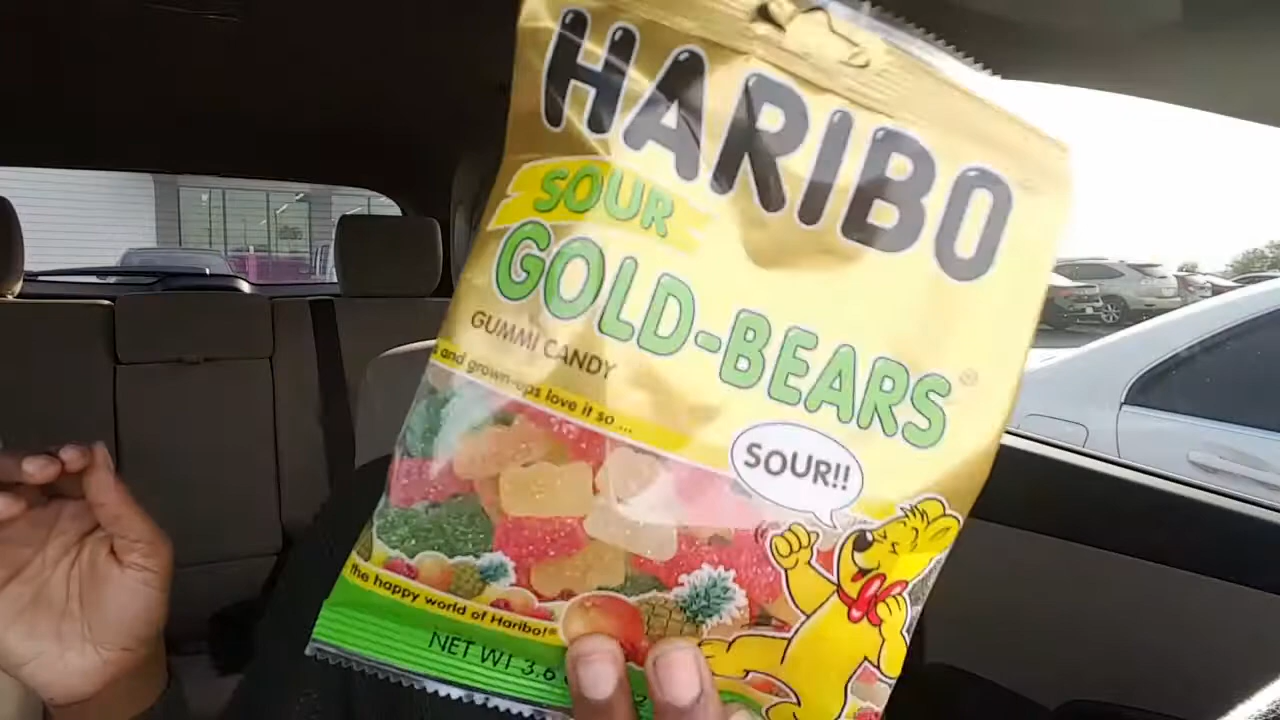 HARIBO
SOUR
GOLD-BEARS®
GUMMI CANDY
and grown-ups love it so ...
SOUR!!
the happy world of Haribo!®
NET WT 3.6